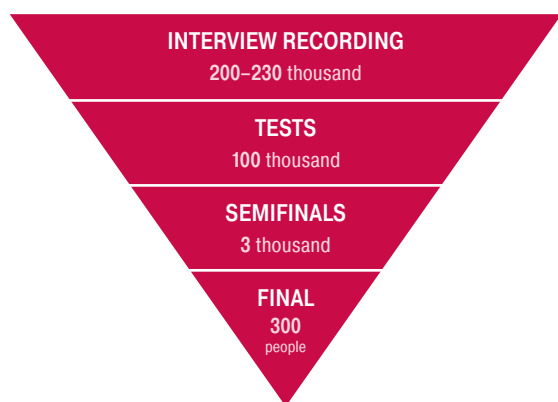 INTERVIEW RECORDING
200–230 thousand
TESTS
100 thousand
SEMIFINALS
3 thousand
FINAL
300
people